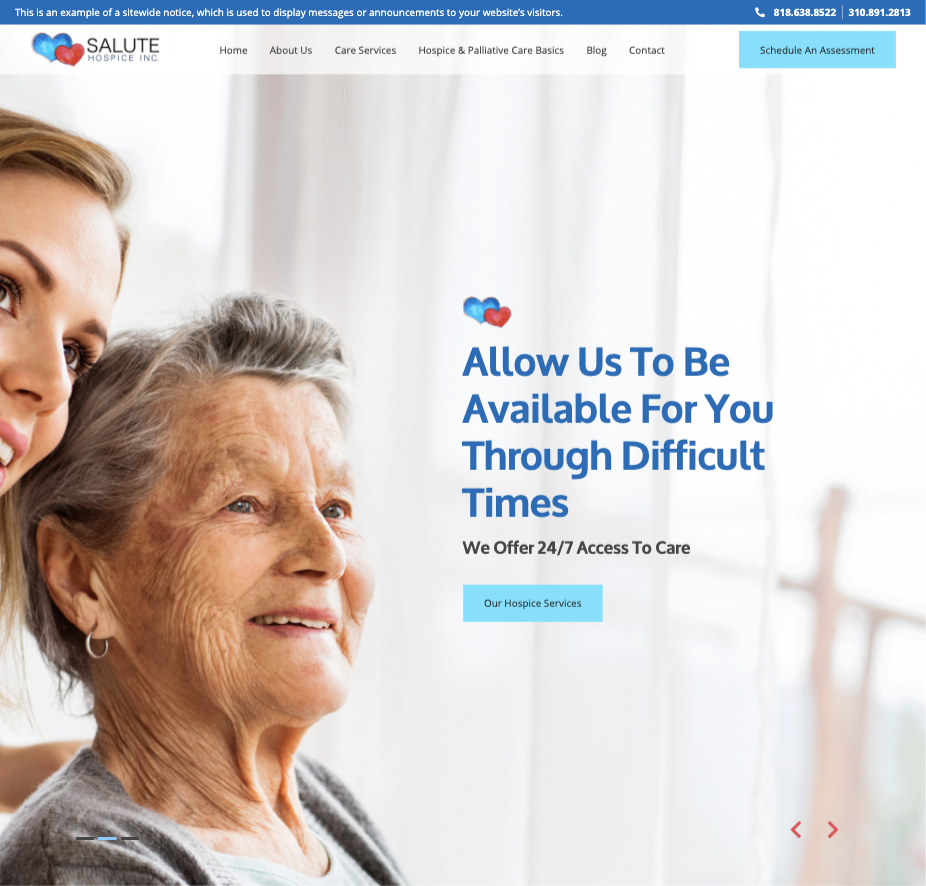 This is an example of a sitewide notice, which is used to display messages or announcements to your website's visitors.
818.638.8522 310.891.2813
SALUTE
HOSPICE INC.
Home About Us Care Services Hospice & Palliative Care Basics Blog Contact
Schedule An Assessment
Allow Us To Be
Available For You
Through Difficult
Times
We Offer 24/7 Access To Care
Our Hospice Services